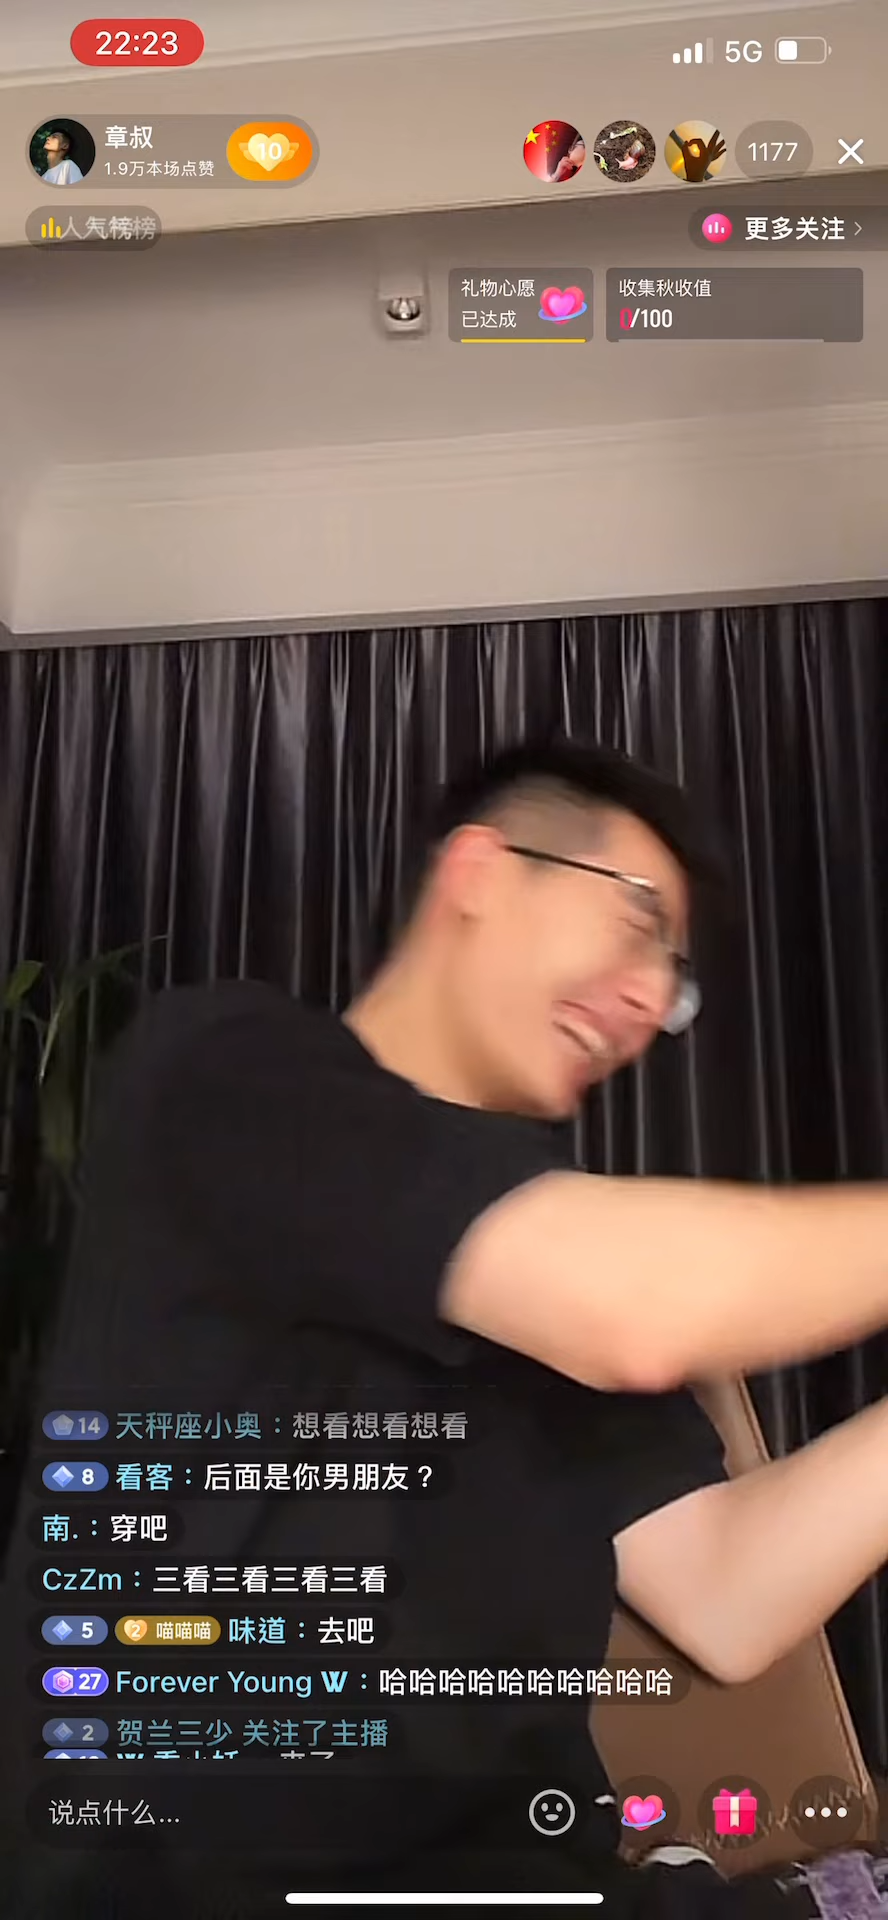 22:23
5G
章叔
1.9万本场点赞
10
1177
人气榜
更多关注
礼物心愿
已达成
收集秋收值
0/100
14 天秤座小奥：想看想看想看
8 看客：后面是你男朋友？
南.：穿吧
CzZm：三看三看三看三看
5 2 喵喵喵 味道：去吧
27 Forever Young W：哈哈哈哈哈哈哈哈哈哈
2 贺兰三少 关注了主播
说点什么...